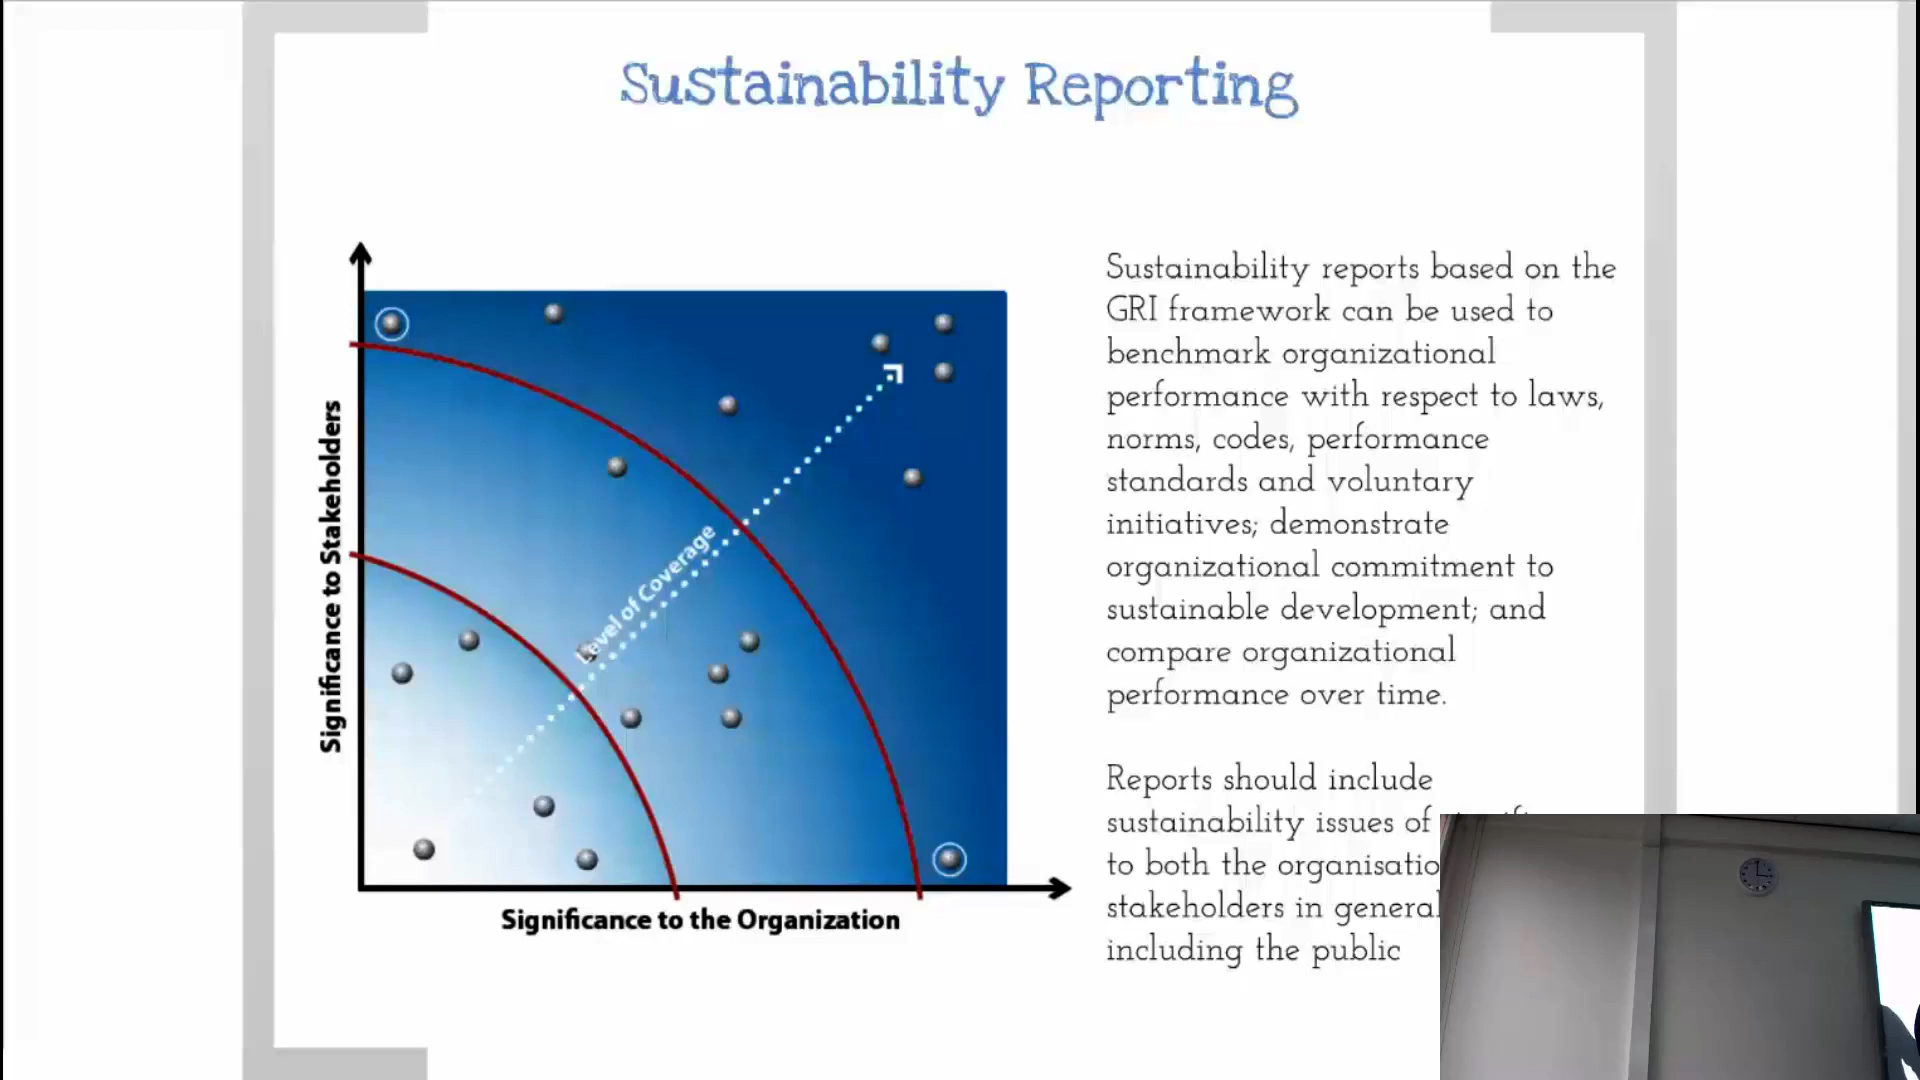 Sustainability Reporting
Significance to Stakeholders
Level of Coverage
Significance to the Organization
Sustainability reports based on the
GRI framework can be used to
benchmark organizational
performance with respect to laws,
norms, codes, performance
standards and voluntary
initiatives; demonstrate
organizational commitment to
sustainable development; and
compare organizational
performance over time.
Reports should include
sustainability issues of
to both the
stakeholders in general
including the public